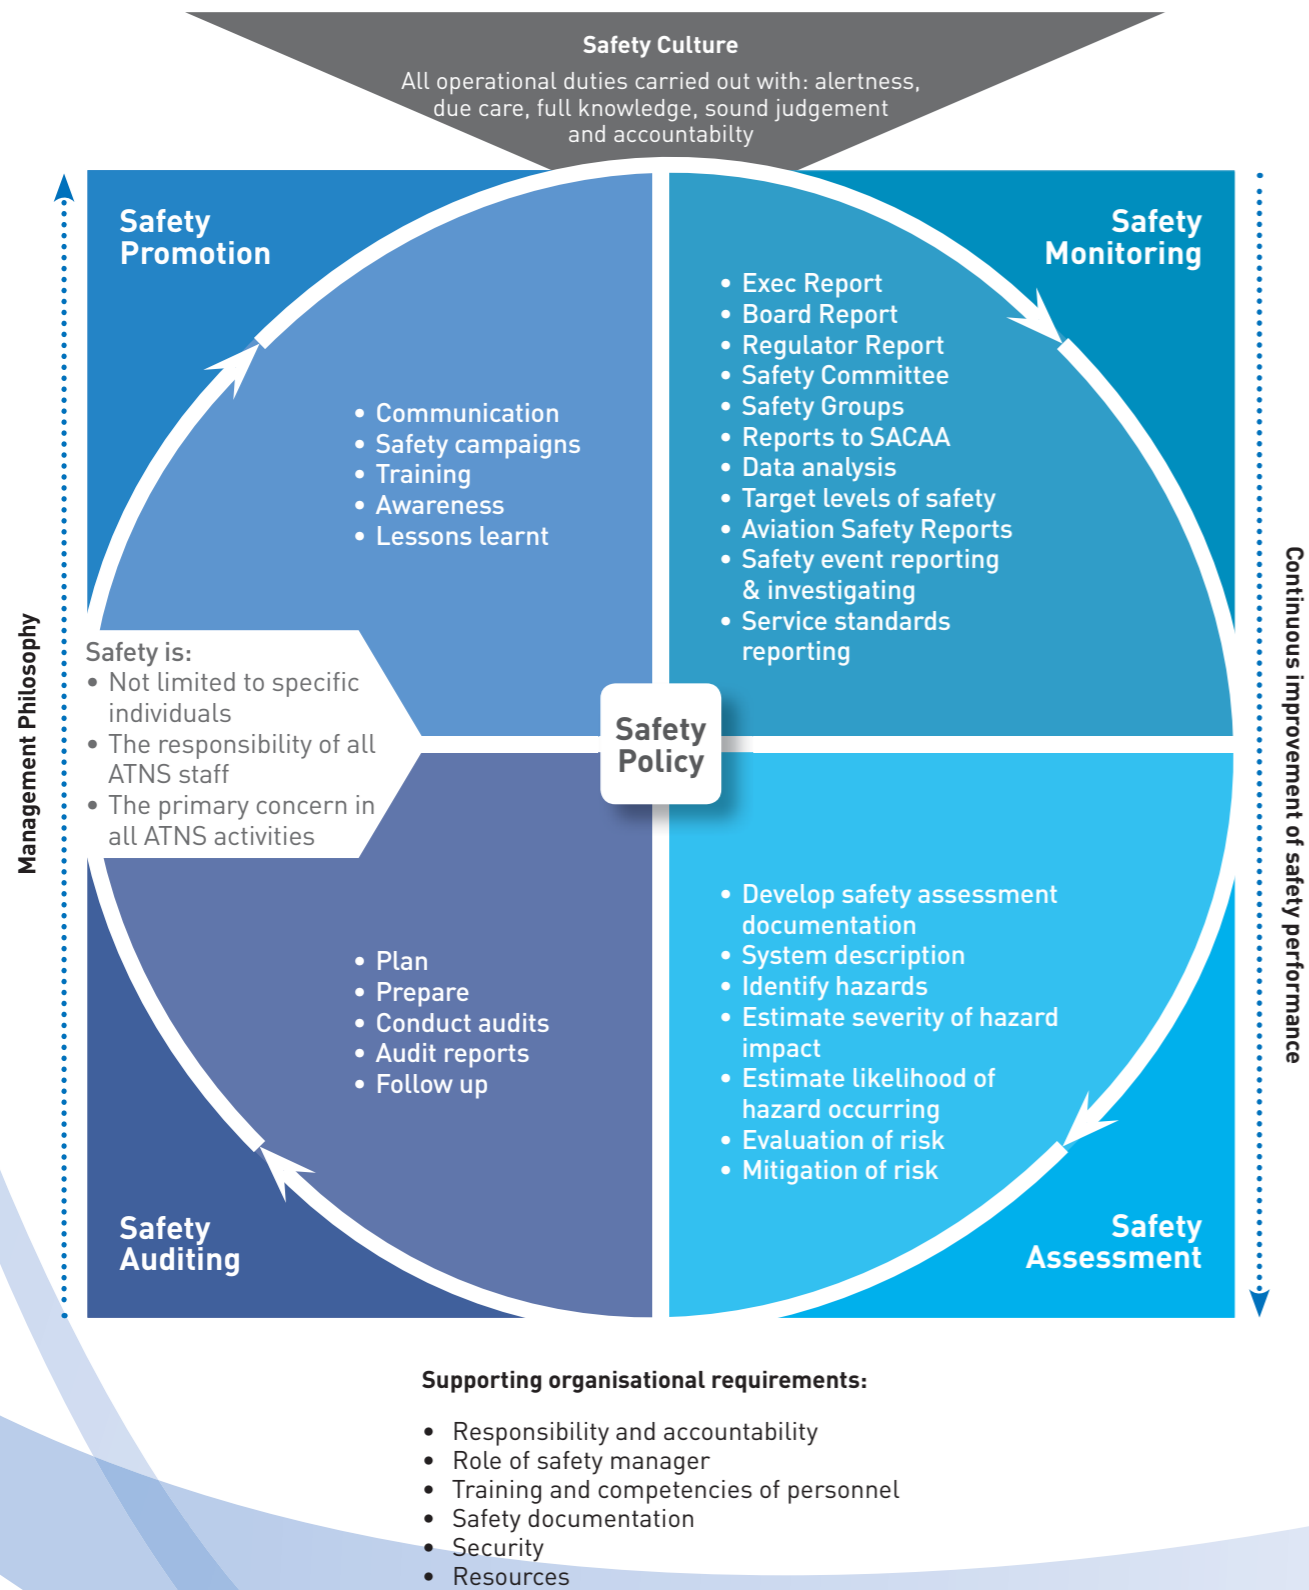 Safety Culture
All operational duties carried out with: alertness,
due care, full knowledge, sound judgement
and accountabilty
Safety
Promotion
• Communication
• Safety campaigns
• Training
• Awareness
• Lessons learnt
Safety
Monitoring
• Exec Report
• Board Report
• Regulator Report
• Safety Committee
• Safety Groups
• Reports to SACAA
• Data analysis
• Target levels of safety
• Aviation Safety Reports
• Safety event reporting
& investigating
• Service standards
reporting
Management Philosophy
Safety is:
• Not limited to specific
individuals
• The responsibility of all
ATNS staff
• The primary concern in
all ATNS activities
Safety
Policy
Continuous improvement of safety performance
• Plan
• Prepare
• Conduct audits
• Audit reports
• Follow up
Safety
Auditing
• Develop safety assessment
documentation
• System description
• Identify hazards
• Estimate severity of hazard
impact
• Estimate likelihood of
hazard occurring
• Evaluation of risk
• Mitigation of risk
Safety
Assessment
Supporting organisational requirements:
• Responsibility and accountability
• Role of safety manager
• Training and competencies of personnel
• Safety documentation
• Security
• Resources